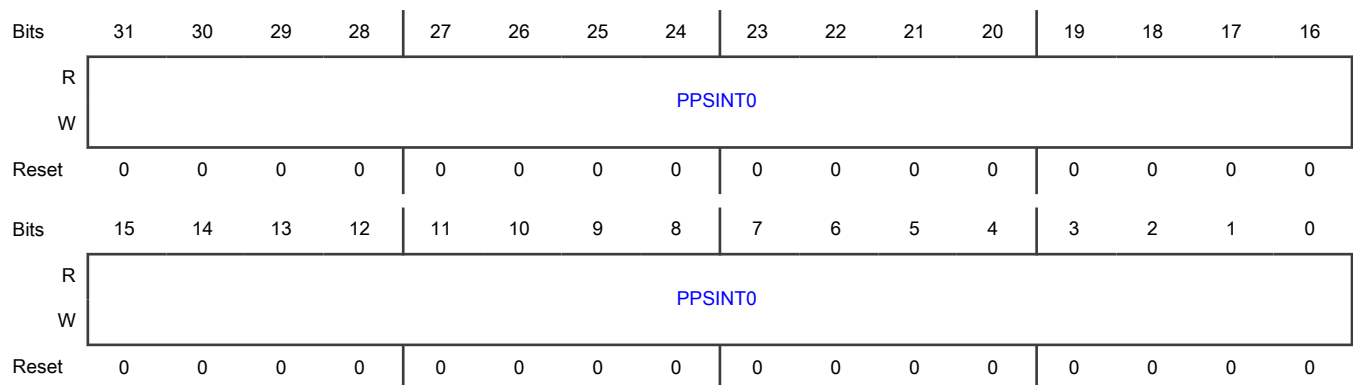 Bits 31 30 29 28 27 26 25 24 23 22 21 20 19 18 17 16
R
PPSINT0
W
Reset 0 0 0 0 0 0 0 0 0 0 0 0 0 0 0 0
Bits 15 14 13 12 11 10 9 8 7 6 5 4 3 2 1 0
R
PPSINT0
W
Reset 0 0 0 0 0 0 0 0 0 0 0 0 0 0 0 0